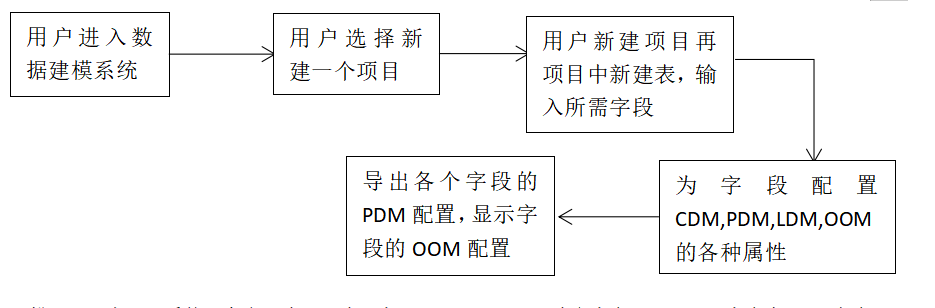 用户进入数
据建模系统
用户选择新
建一个项目
用户新建项目再
项目中新建表，输
入所需字段
为字段配置
CDM,PDM,LDM,OOM
的各种属性
导出各个字段的
PDM 配置，显示字
段的 OOM 配置